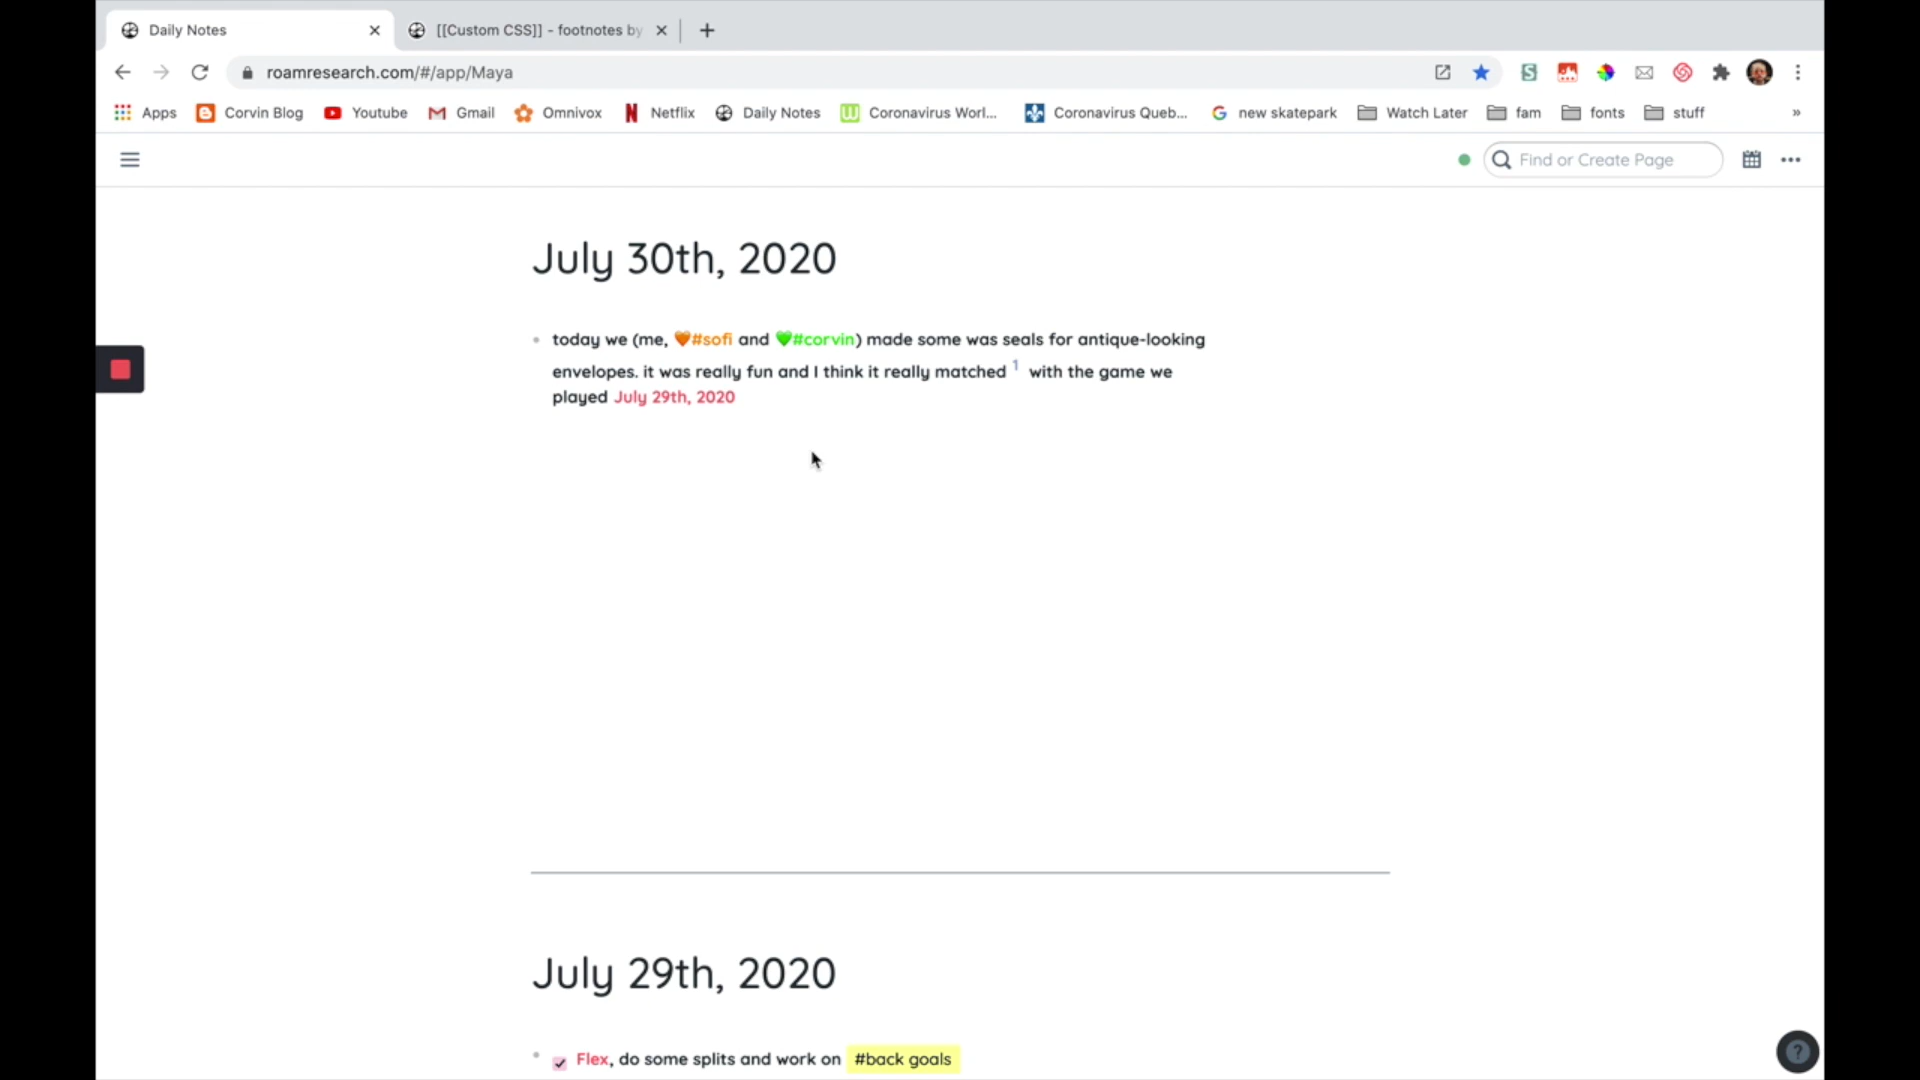 Daily Notes
[[Custom CSS]] - footnotes by
roamresearch.com/#/app/Maya
Apps Corvin Blog Youtube Gmail Omnivox Netflix Daily Notes Coronavirus Worl... Coronavirus Queb... new skatepark Watch Later fam fonts stuff »
Find or Create Page
July 30th, 2020
today we (me, 🧡#sofi and 💚#corvin) made some was seals for antique-looking
envelopes. it was really fun and I think it really matched 1 with the game we
played July 29th, 2020
July 29th, 2020
Flex, do some splits and work on #back goals